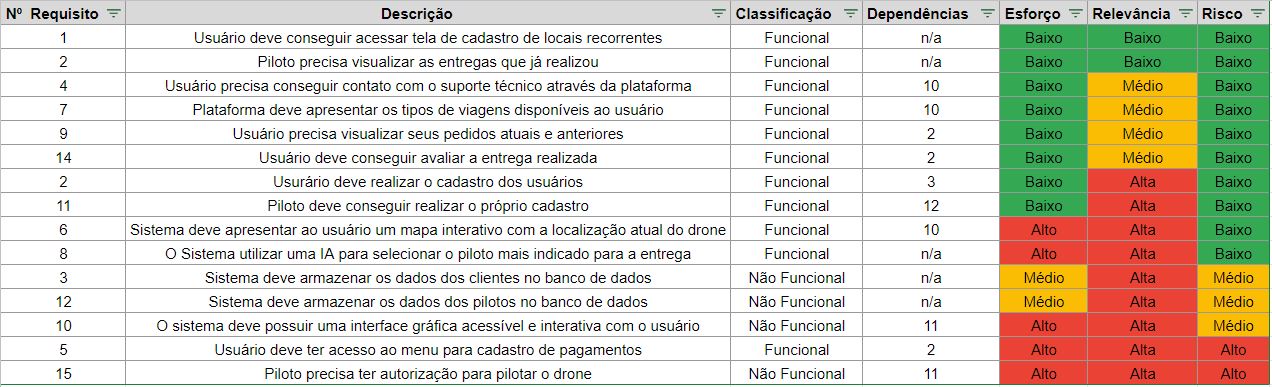 Nº Requisito Descrição Classificação Dependências Esforço Relevância Risco
1 Usuário deve conseguir acessar tela de cadastro de locais recorrentes Funcional n/a Baixo Baixo Baixo
2 Piloto precisa visualizar as entregas que já realizou Funcional n/a Baixo Baixo Baixo
4 Usuário precisa conseguir contato com o suporte técnico através da plataforma Funcional 10 Baixo Médio Baixo
7 Plataforma deve apresentar os tipos de viagens disponíveis ao usuário Funcional 10 Baixo Médio Baixo
9 Usuário precisa visualizar seus pedidos atuais e anteriores Funcional 2 Baixo Médio Baixo
14 Usuário deve conseguir avaliar a entrega realizada Funcional 2 Baixo Médio Baixo
2 Usurário deve realizar o cadastro dos usuários Funcional 3 Baixo Alta Baixo
11 Piloto deve conseguir realizar o próprio cadastro Funcional 12 Baixo Alta Baixo
6 Sistema deve apresentar ao usuário um mapa interativo com a localização atual do drone Funcional 10 Alto Alta Baixo
8 O Sistema utilizar uma IA para selecionar o piloto mais indicado para a entrega Funcional n/a Alto Alta Baixo
3 Sistema deve armazenar os dados dos clientes no banco de dados Não Funcional n/a Médio Alta Médio
12 Sistema deve armazenar os dados dos pilotos no banco de dados Não Funcional n/a Médio Alta Médio
10 O sistema deve possuir uma interface gráfica acessível e interativa com o usuário Não Funcional 11 Alto Alta Médio
5 Usuário deve ter acesso ao menu para cadastro de pagamentos Funcional 2 Alto Alta Alto
15 Piloto precisa ter autorização para pilotar o drone Não Funcional 11 Alto Alta Alto